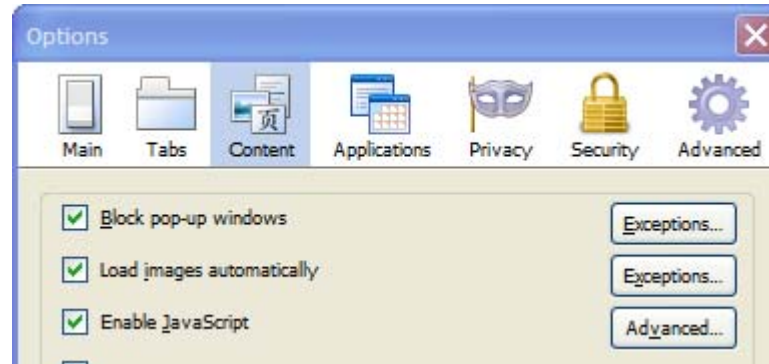 Options
页
Main Tabs Content Applications Privacy Security Advanced
Block pop-up windows Exceptions...
Load images automatically Exceptions...
Enable JavaScript Advanced...